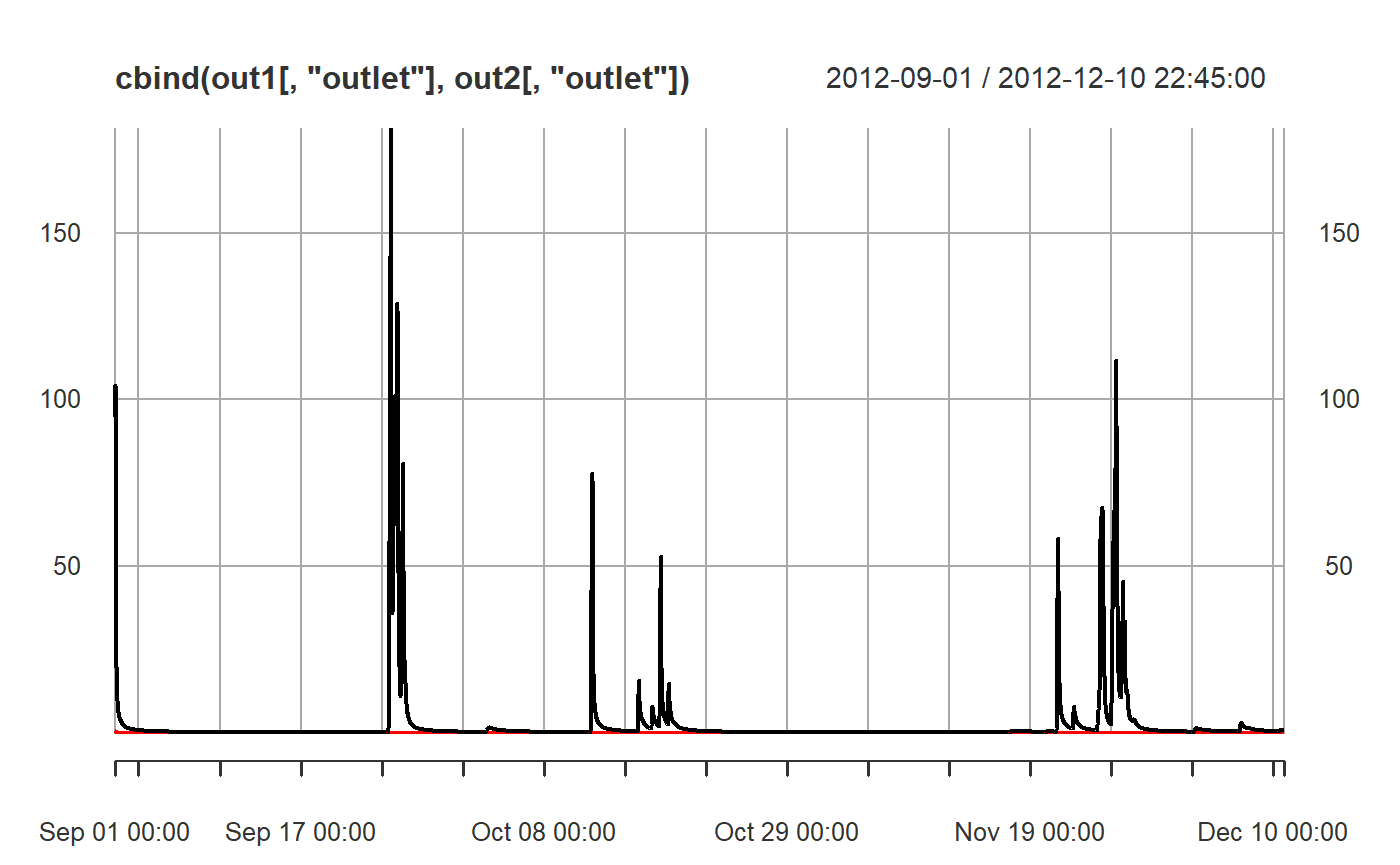 cbind(out1[, "outlet"], out2[, "outlet"]) 2012-09-01 / 2012-12-10 22:45:00
150 150
100 100
50 50
Sep 01 00:00 Sep 17 00:00 Oct 08 00:00 Oct 29 00:00 Nov 19 00:00 Dec 10 00:00